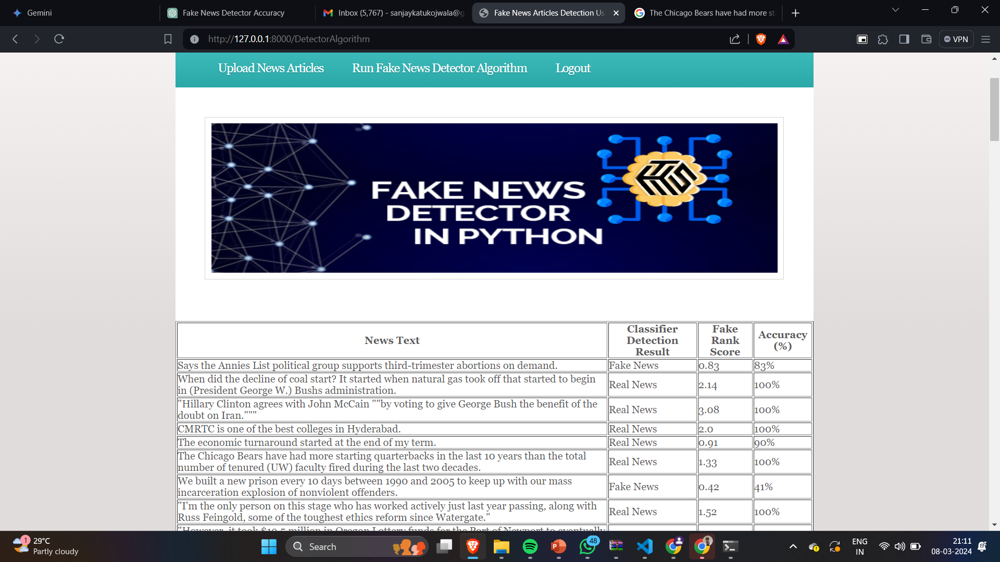 Gemini
Fake News Detector Accuracy
Inbox (5,767) - sanjaykatukojwala@g
Fake News Articles Detection Us
The Chicago Bears have had more st
http://127.0.0.1:8000/DetectorAlgorithm
VPN
Upload News Articles
Run Fake News Detector Algorithm
Logout
FAKE NEWS
DETECTOR
IN PYTHON
News Text
Classifier
Detection
Result
Fake
Rank
Score
Accuracy
(%)
Says the Annies List political group supports third-trimester abortions on demand.
Fake News
0.83
83%
When did the decline of coal start? It started when natural gas took off that started to begin
in (President George W.) Bushs administration.
Real News
2.14
100%
"Hillary Clinton agrees with John McCain ""by voting to give George Bush the benefit of the
doubt on Iran."""
Real News
3.08
100%
CMRTC is one of the best colleges in Hyderabad.
Real News
2.0
100%
The economic turnaround started at the end of my term.
Real News
0.91
90%
The Chicago Bears have had more starting quarterbacks in the last 10 years than the total
number of tenured (UW) faculty fired during the last two decades.
Real News
1.33
100%
We built a new prison every 10 days between 1990 and 2005 to keep up with our mass
incarceration explosion of nonviolent offenders.
Fake News
0.42
41%
"I'm the only person on this stage who has worked actively just last year passing, along with
Russ Feingold, some of the toughest ethics reform since Watergate."
Real News
1.52
100%
"However, it took $19.5 million in Oregon Lottery funds for the Port of Newport to eventually
1
29°C
Partly cloudy
Search
48
ENG
IN
21:11
08-03-2024